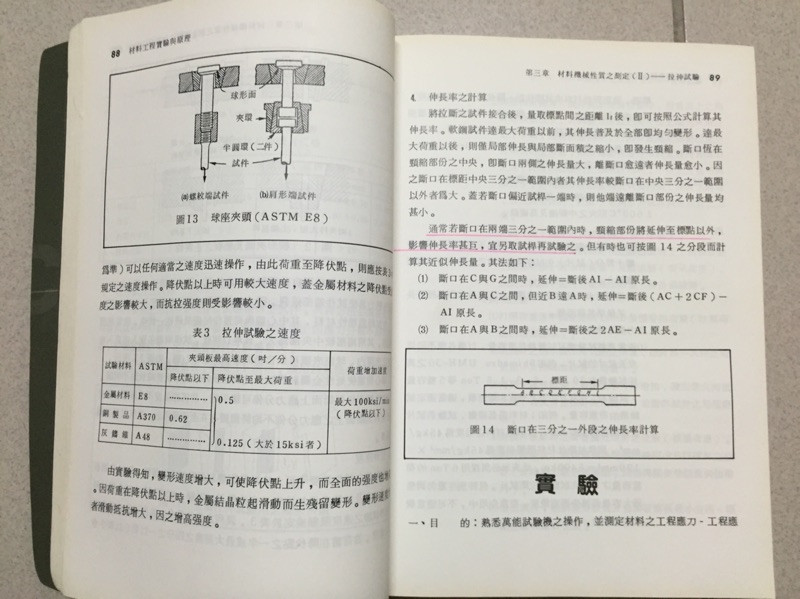 88 材料工程實驗與原理
球形面
夾環
半圓環(二件)
試件
(a)螺紋端試件 (b)肩形端試件
圖13 球座夾頭(ASTM E8)
為準)可以任何適當之速度迅速操作,由此荷重至降伏點,則應按表3
規定之速度操作。降伏點以上時可用較大速度,蓋金屬材料之降伏點受
度之影響較大,而抗拉强度則受影響較小。
表3 拉伸試驗之速度
試驗材料 ASTM 夾頭板最高速度(吋/分) 荷重增加速度
降伏點以下 降伏點至最大荷重
金屬材料 E8 0.5 最大100ksi/min
(降伏點以下)
鋼製品 A370 0.62
灰鑄鐵 A48 0.125(大於15ksi者)
由實驗得知,變形速度增大,可使降伏點上升,而全面的强度也增
。因荷重在降伏點以上時,金屬結晶粒起滑動而生殘留變形。變形速度
者滑動抵抗增大,因之增高强度。
第三章 材料機械性質之測定(Ⅱ)——拉伸試驗 89
4. 伸長率之計算
將拉斷之試件接合後,量取標點間之距離l₁後,即可按照公式計算其
伸長率。軟鋼試件達最大荷重以前,其伸長普及於全部即均勻變形。達最
大荷重以後,則僅局部伸長與局部斷面積之縮小,即發生頸縮。斷口恆在
頸縮部份之中央,即斷口兩側之伸長量大,離斷口愈遠者伸長量愈小。因
之斷口在標距中央三分之一範圍內者其伸長率較斷口在中央三分之一範圍
以外者爲大。蓋若斷口偏近試桿一端時,則他端遠離斷口部份之伸長量均
甚小。
通常若斷口在兩端三分之一範圍內時,頸縮部份將延伸至標點以外,
影響伸長率甚巨,宜另取試桿再試驗之。但有時也可按圖14之分段而計
算其近似伸長量。其法如下:
(1) 斷口在C與G之間時,延伸=斷後AI-AI原長。
(2) 斷口在A與C之間,但近B遠A時,延伸=斷後(AC+2CF)-
AI原長。
(3) 斷口在A與B之間時,延伸=斷後之2AE-AI原長。
標距
圖14 斷口在三分之一外段之伸長率計算
實 驗
一、目 的:熟悉萬能試驗機之操作,並測定材料之工程應力-工程應